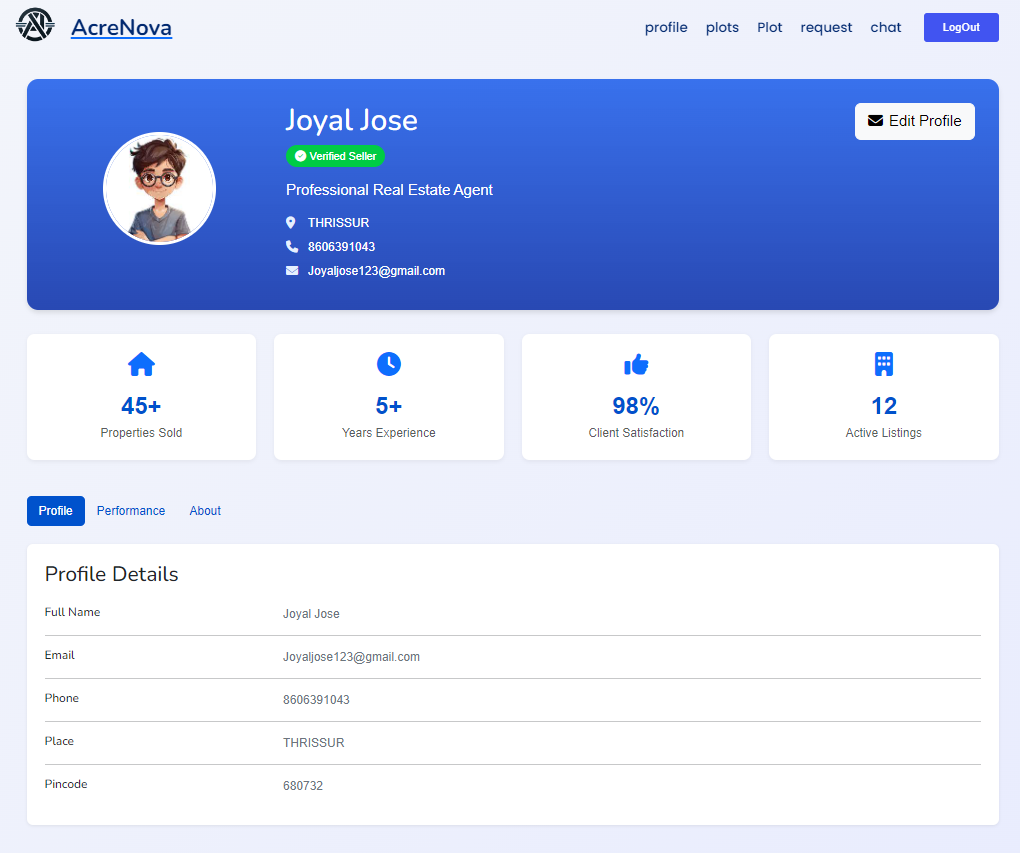 AcreNova
profile plots Plot request chat LogOut
Joyal Jose
Edit Profile
Verified Seller
Professional Real Estate Agent
THRISSUR
8606391043
Joyaljose123@gmail.com
45+
Properties Sold
5+
Years Experience
98%
Client Satisfaction
12
Active Listings
Profile Performance About
Profile Details
Full Name Joyal Jose
Email Joyaljose123@gmail.com
Phone 8606391043
Place THRISSUR
Pincode 680732